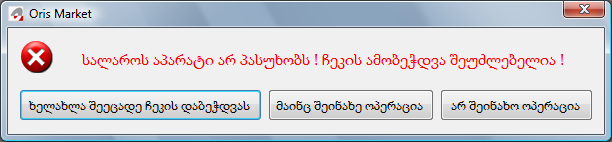 Oris Market
სალაროს აპარატი არ პასუხობს ! ჩეკის ამობეჭდვა შეუძლებელია !
ხელახლა შეეცადე ჩეკის დაბეჭდვას
მაინც შეინახე ოპერაცია
არ შეინახო ოპერაცია